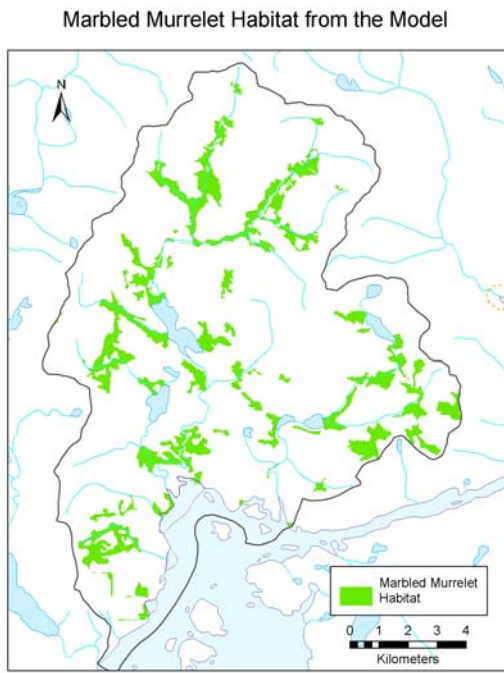 Marbled Murrelet Habitat from the Model
N
Marbled Murrelet
Habitat
0 1 2 3 4
Kilometers